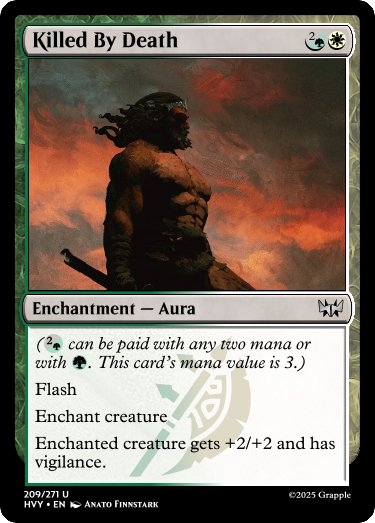 Killed By Death 2
Enchantment — Aura
(2 can be paid with any two mana or
with . This card's mana value is 3.)
Flash
Enchant creature
Enchanted creature gets +2/+2 and has
vigilance.
209/271 U
HVY • EN Anato Finnstark
©2025 Grapple